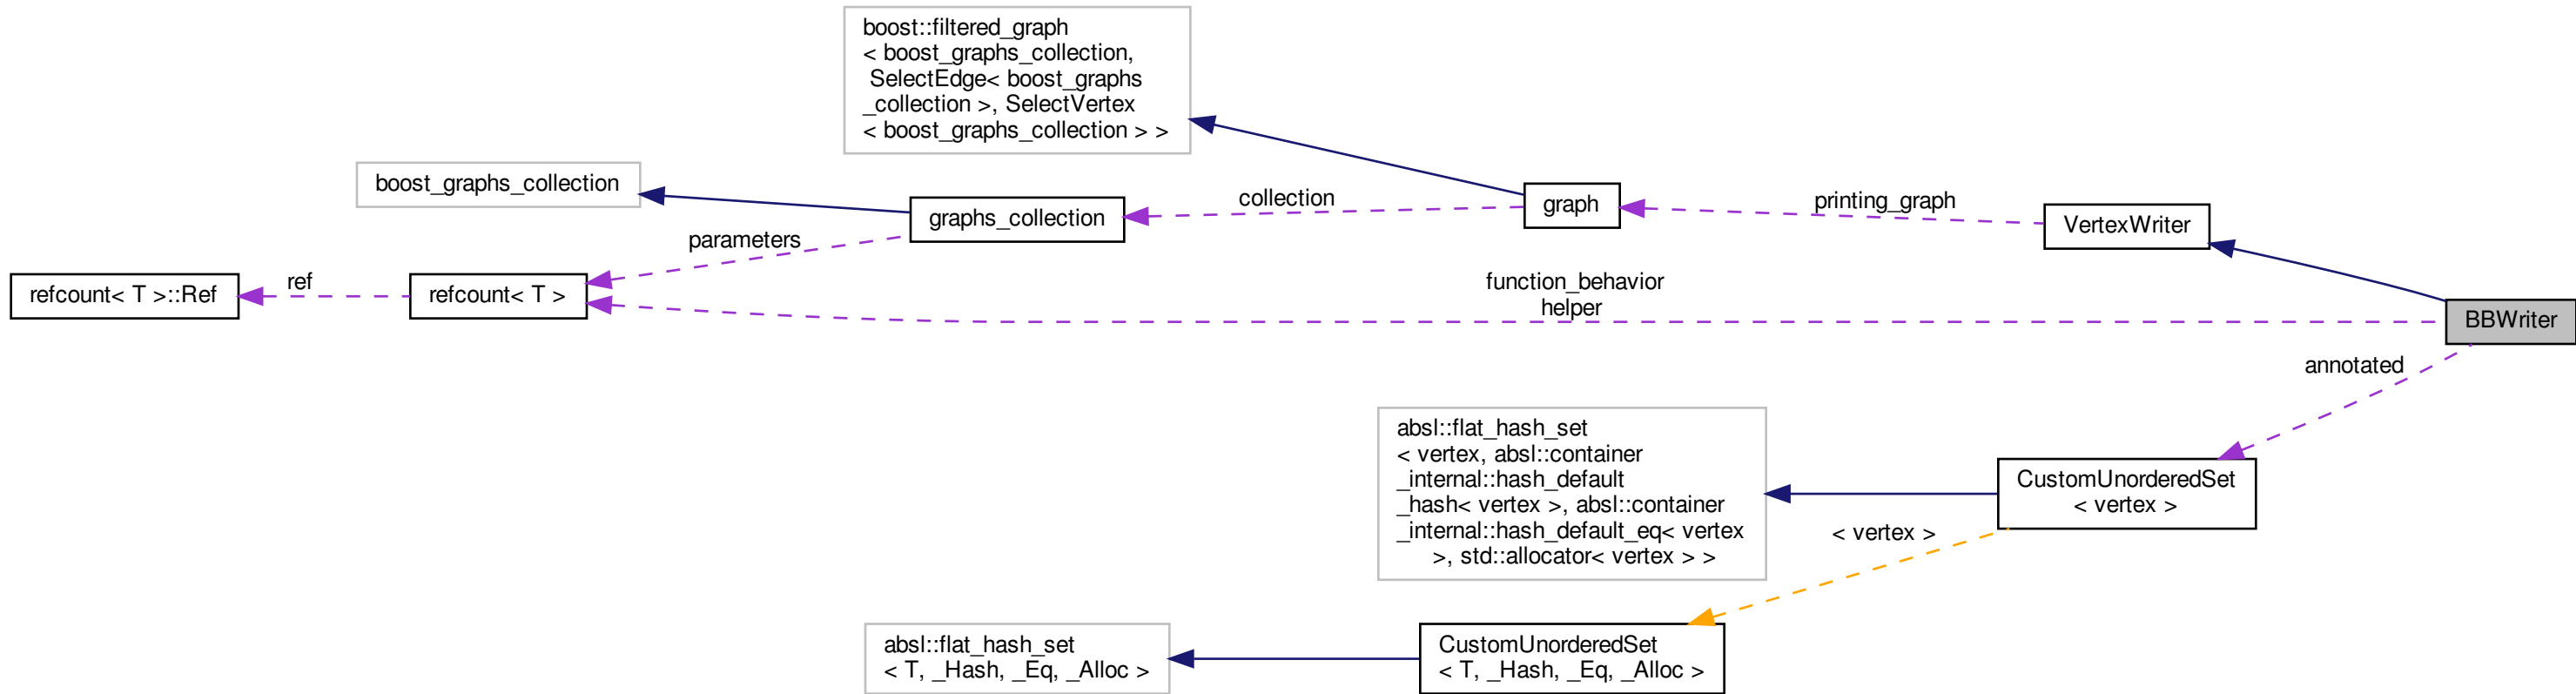 boost::filtered_graph
< boost_graphs_collection,
SelectEdge< boost_graphs
_collection >, SelectVertex
< boost_graphs_collection > >
boost_graphs_collection
graphs_collection
collection
graph
printing_graph
VertexWriter
parameters
refcount< T >::Ref
ref
refcount< T >
function_behavior
helper
BBWriter
annotated
absl::flat_hash_set
< vertex, absl::container
_internal::hash_default
_hash< vertex >, absl::container
_internal::hash_default_eq< vertex
>, std::allocator< vertex > >
CustomUnorderedSet
< vertex >
< vertex >
absl::flat_hash_set
< T, _Hash, _Eq, _Alloc >
CustomUnorderedSet
< T, _Hash, _Eq, _Alloc >